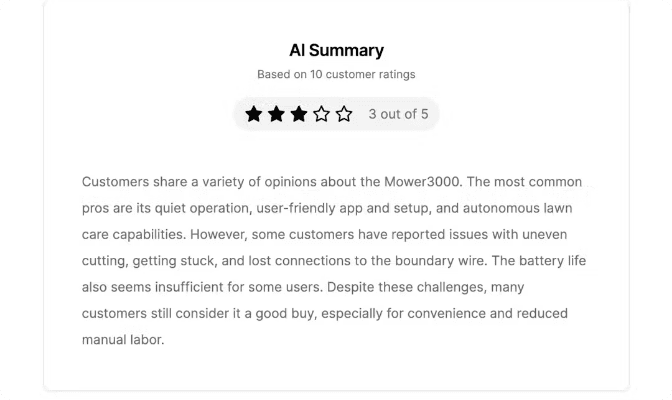 AI Summary
Based on 10 customer ratings
3 out of 5
Customers share a variety of opinions about the Mower3000. The most common
pros are its quiet operation, user-friendly app and setup, and autonomous lawn
care capabilities. However, some customers have reported issues with uneven
cutting, getting stuck, and lost connections to the boundary wire. The battery life
also seems insufficient for some users. Despite these challenges, many
customers still consider it a good buy, especially for convenience and reduced
manual labor.